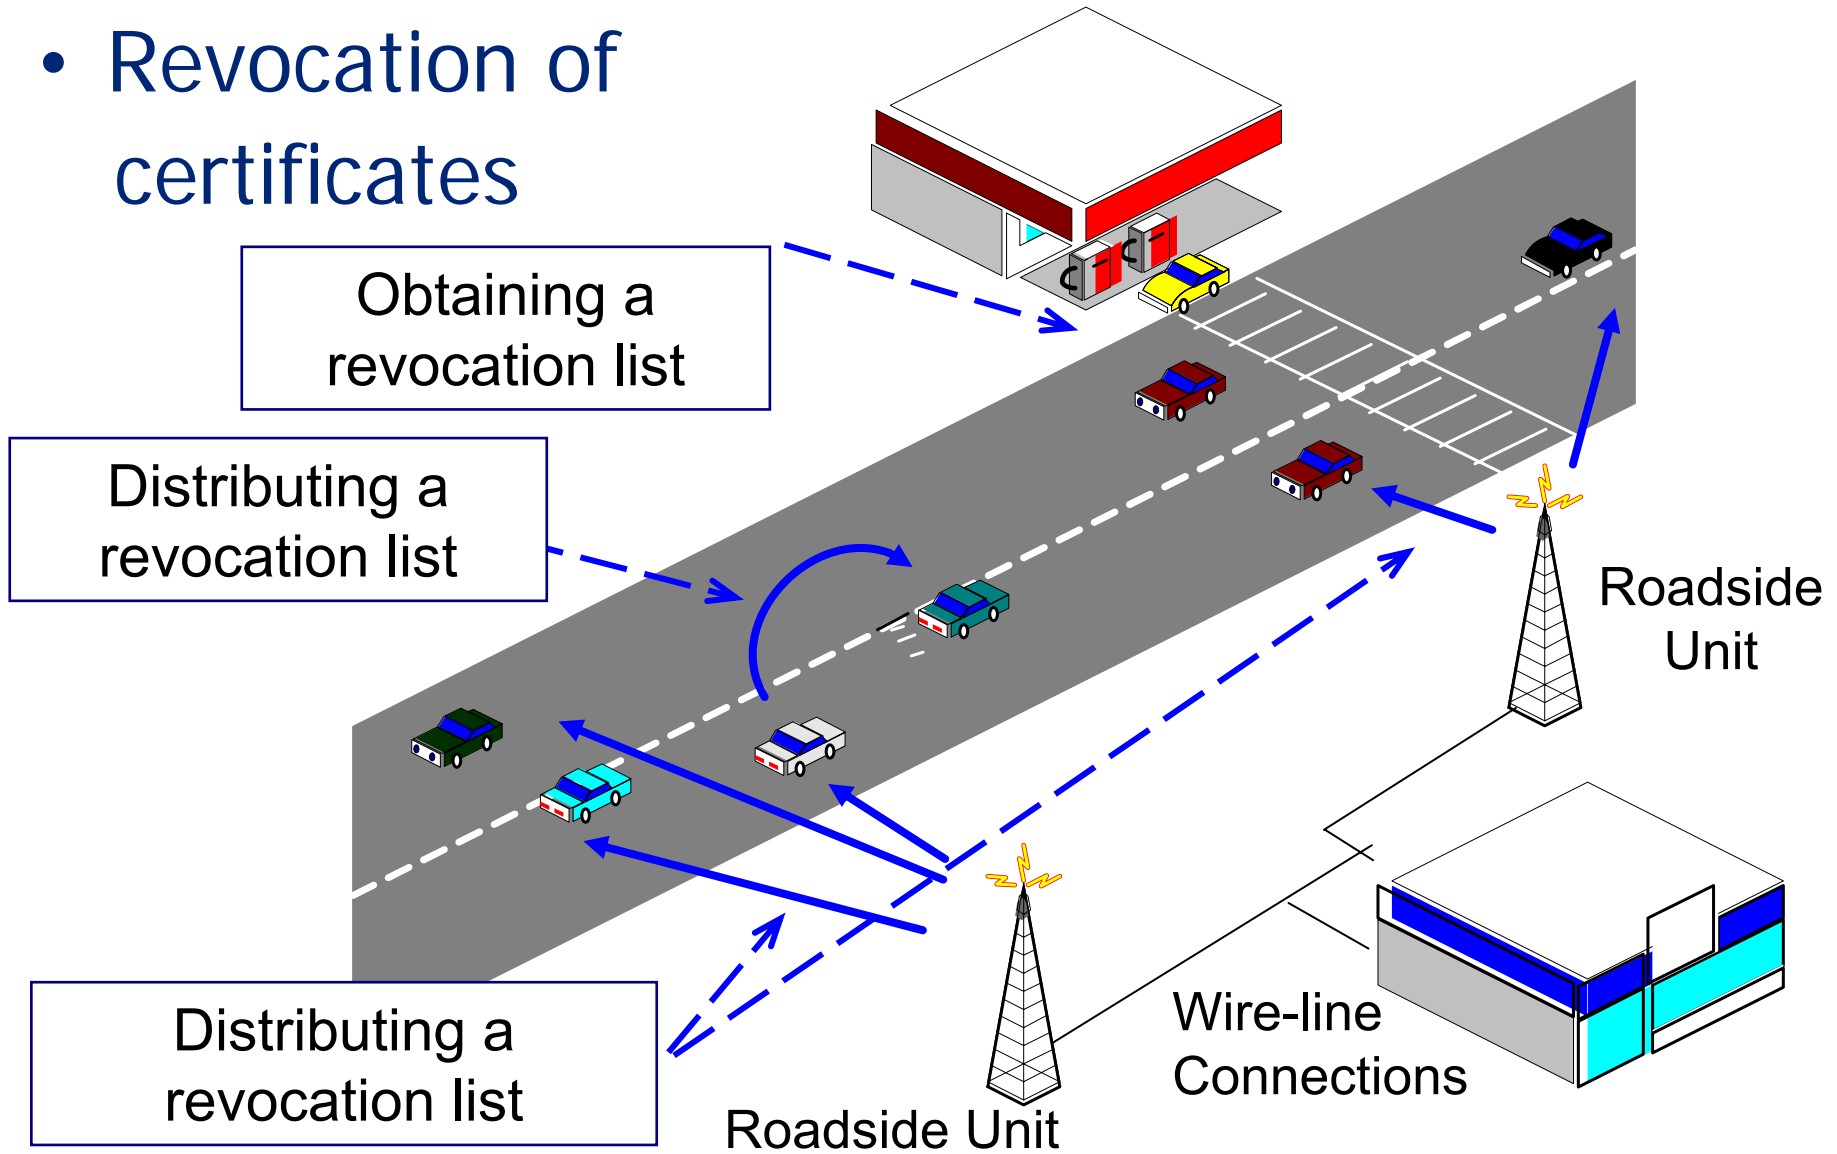 • Revocation of
certificates
Obtaining a
revocation list
Distributing a
revocation list
Roadside
Unit
Distributing a
revocation list
Wire-line
Connections
Roadside Unit